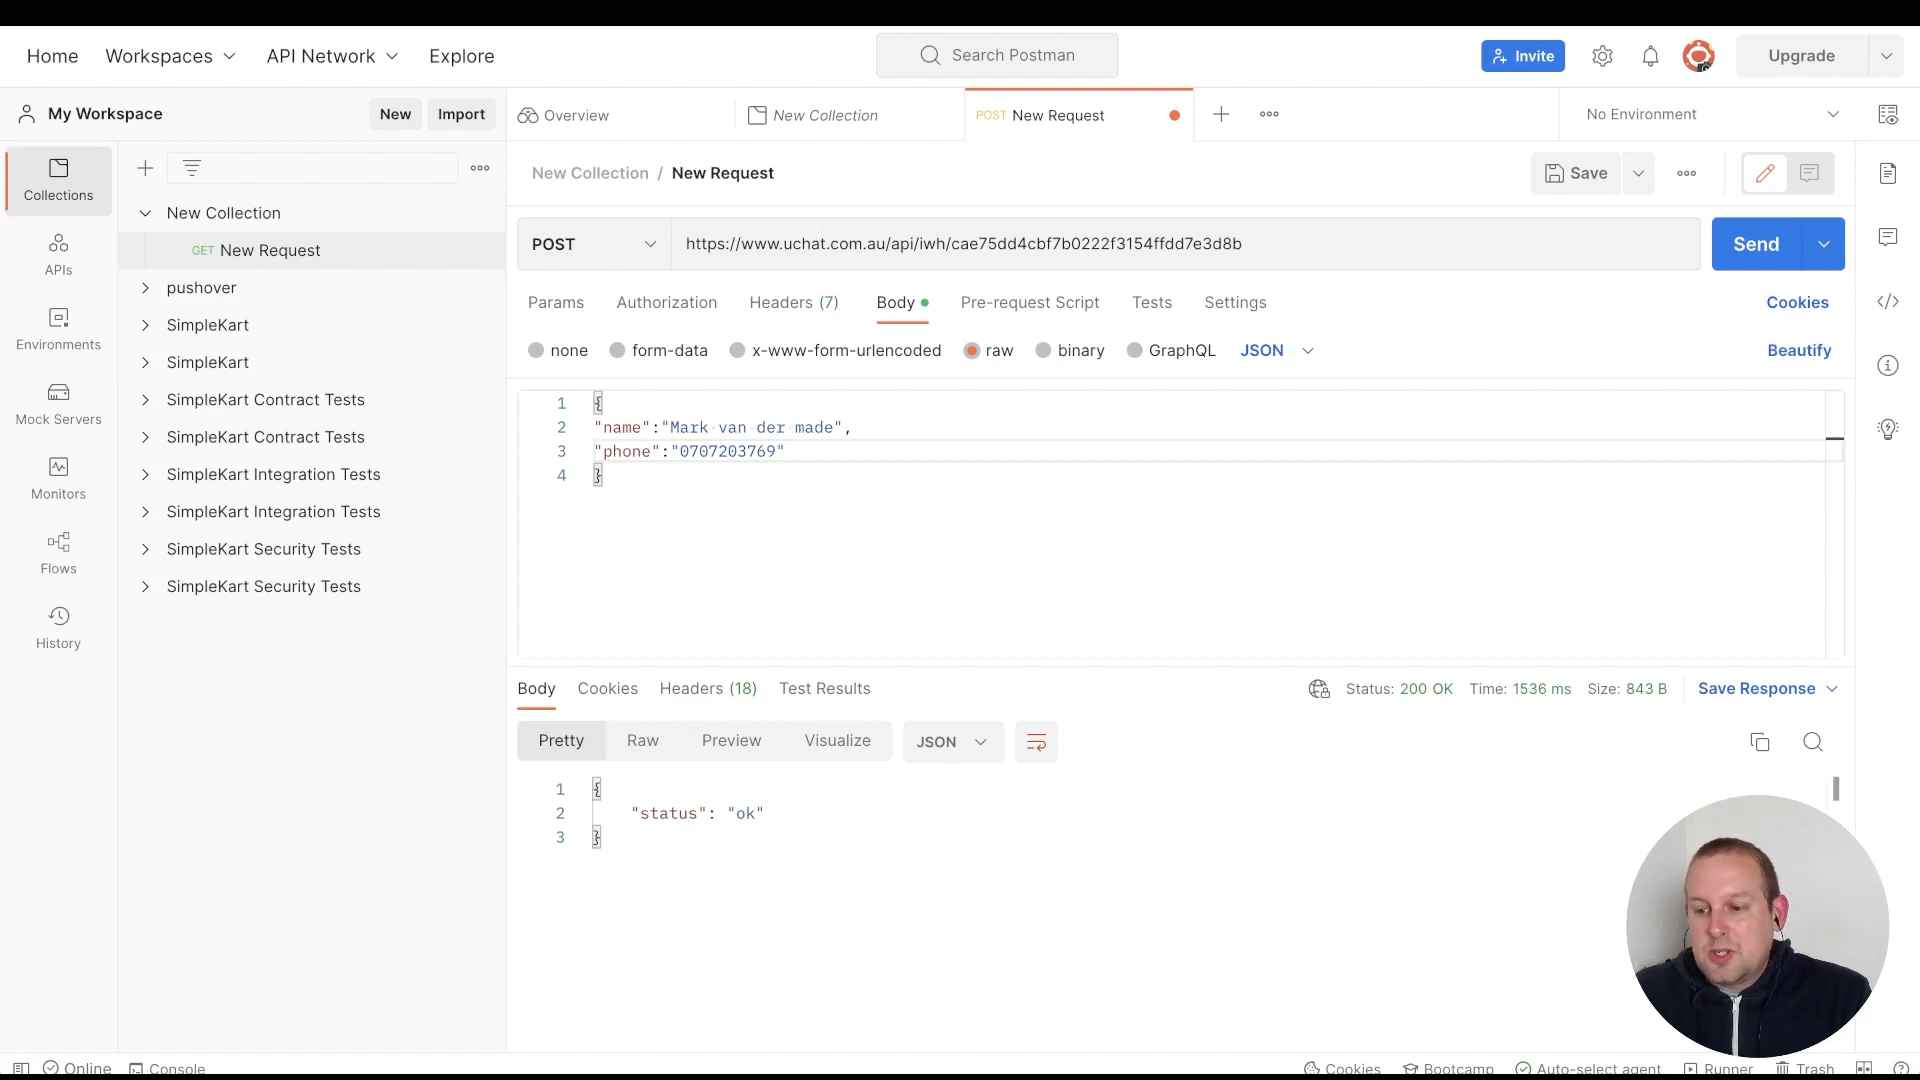 Home Workspaces API Network Explore Search Postman Invite Upgrade
My Workspace New Import Overview New Collection POST New Request No Environment
New Collection / New Request Save
Collections
New Collection
GET New Request
POST https://www.uchat.com.au/api/iwh/cae75dd4cbf7b0222f3154ffdd7e3d8b Send
APIs
pushover
Params Authorization Headers (7) Body Pre-request Script Tests Settings Cookies
SimpleKart
Environments
none form-data x-www-form-urlencoded raw binary GraphQL JSON Beautify
SimpleKart
SimpleKart Contract Tests
Mock Servers
SimpleKart Contract Tests
1 {
2 "name":"Mark van der made",
3 "phone":"0707203769"
4 }
SimpleKart Integration Tests
Monitors
SimpleKart Integration Tests
SimpleKart Security Tests
Flows
SimpleKart Security Tests
History
Body Cookies Headers (18) Test Results Status: 200 OK Time: 1536 ms Size: 843 B Save Response
Pretty Raw Preview Visualize JSON
1 {
2 "status": "ok"
3 }
Online Console Cookies Bootcamp Auto-select agent Runner Trash